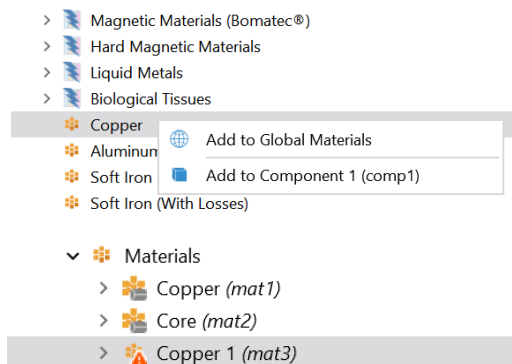 Magnetic Materials (Bomatec®)
Hard Magnetic Materials
Liquid Metals
Biological Tissues
Copper
Add to Global Materials
Aluminum
Add to Component 1 (comp1)
Soft Iron
Soft Iron (With Losses)
Materials
Copper (mat1)
Core (mat2)
Copper 1 (mat3)